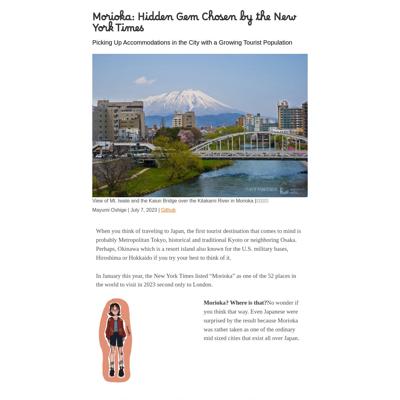 Morioka: Hidden Gem Chosen by the New
York Times
Picking Up Accommodations in the City with a Growing Tourist Population
View of Mt. Iwate and the Kaiun Bridge over the Kitakami River in Morioka |
Mayumi Oshige | July 7, 2023 | Github
When you think of traveling to Japan, the first tourist destination that comes to mind is
probably Metropolitan Tokyo, historical and traditional Kyoto or neighboring Osaka.
Perhaps, Okinawa which is a resort island also known for the U.S. military bases,
Hiroshima or Hokkaido if you try your best to think of it.
In January this year, the New York Times listed “Morioka” as one of the 52 places in
the world to visit in 2023 second only to London.
Morioka? Where is that?No wonder if
you think that way. Even Japanese were
surprised by the result because Morioka
was rather taken as one of the ordinary
mid sized cities that exist all over Japan.